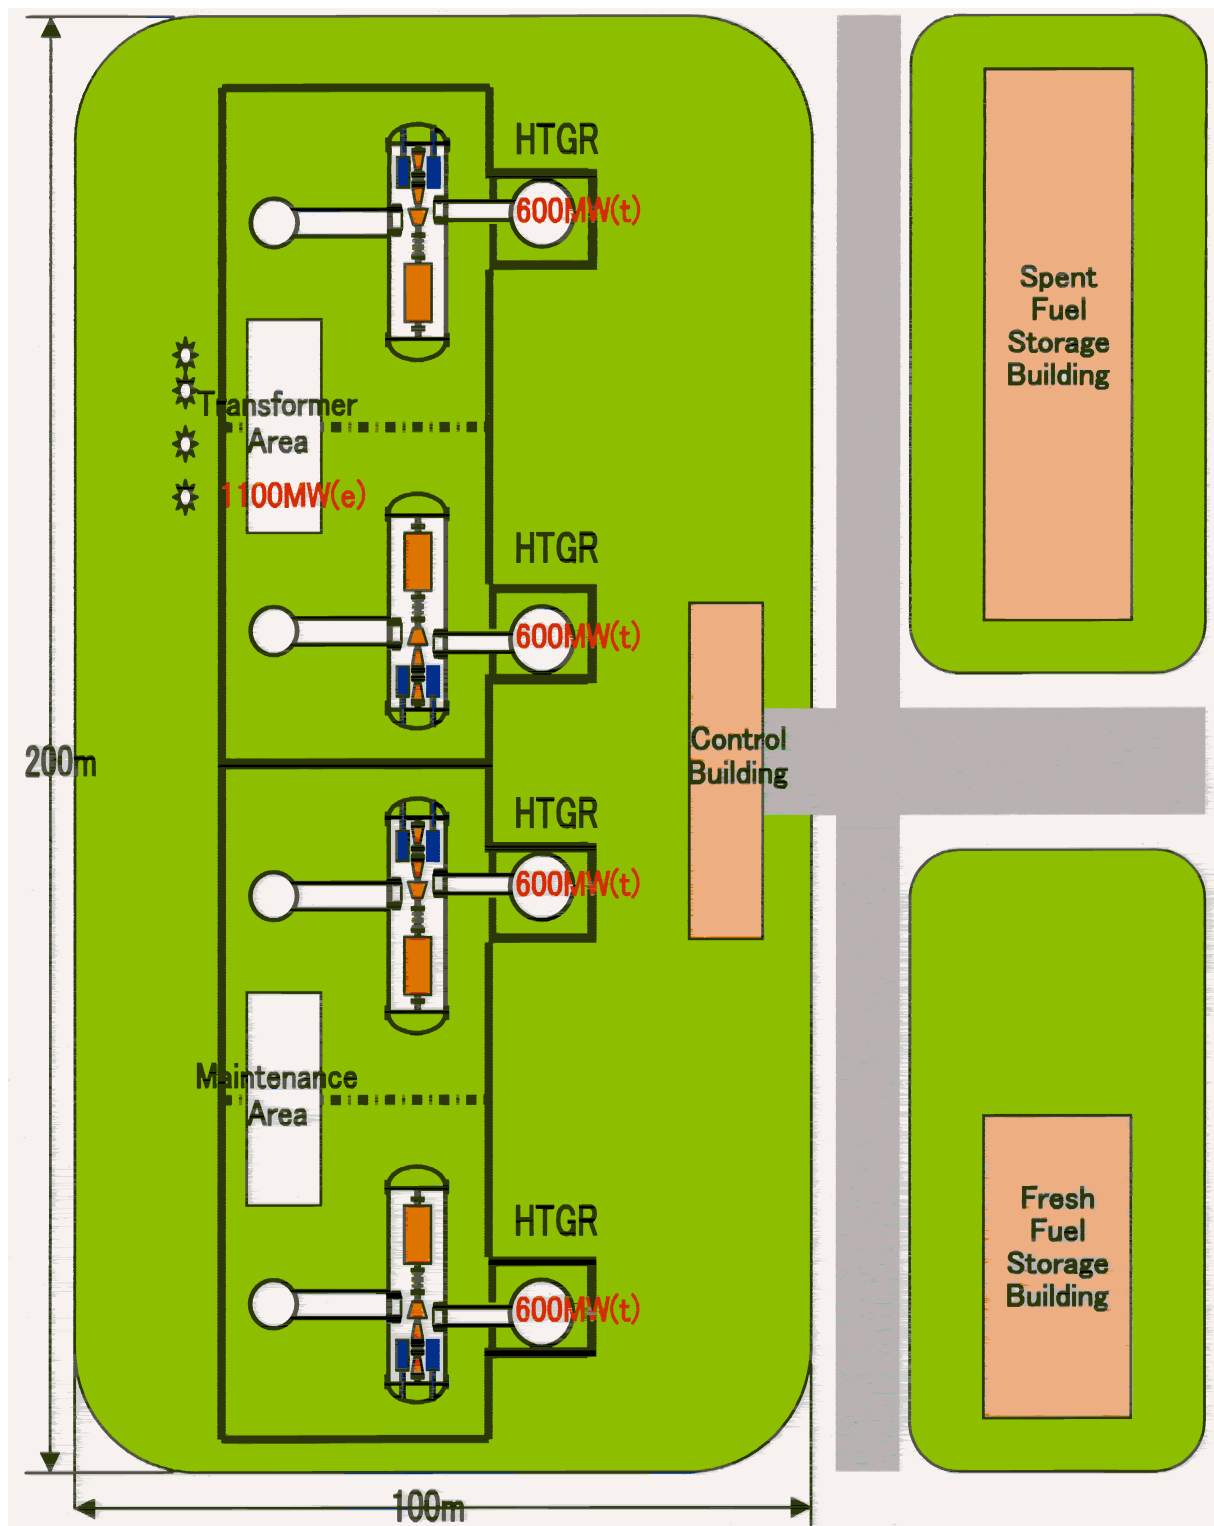 HTGR
600MW(t)
Spent
Fuel
Storage
Building
Transformer
Area
1100MW(e)
HTGR
600MW(t)
Control
Building
200m
HTGR
600MW(t)
Maintenance
Area
HTGR
600MW(t)
Fresh
Fuel
Storage
Building
100m